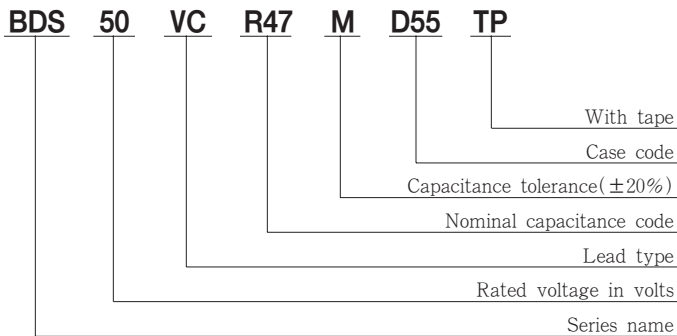 BDS 50 VC R47 M D55 TP
With tape
Case code
Capacitance tolerance(±20%)
Nominal capacitance code
Lead type
Rated voltage in volts
Series name